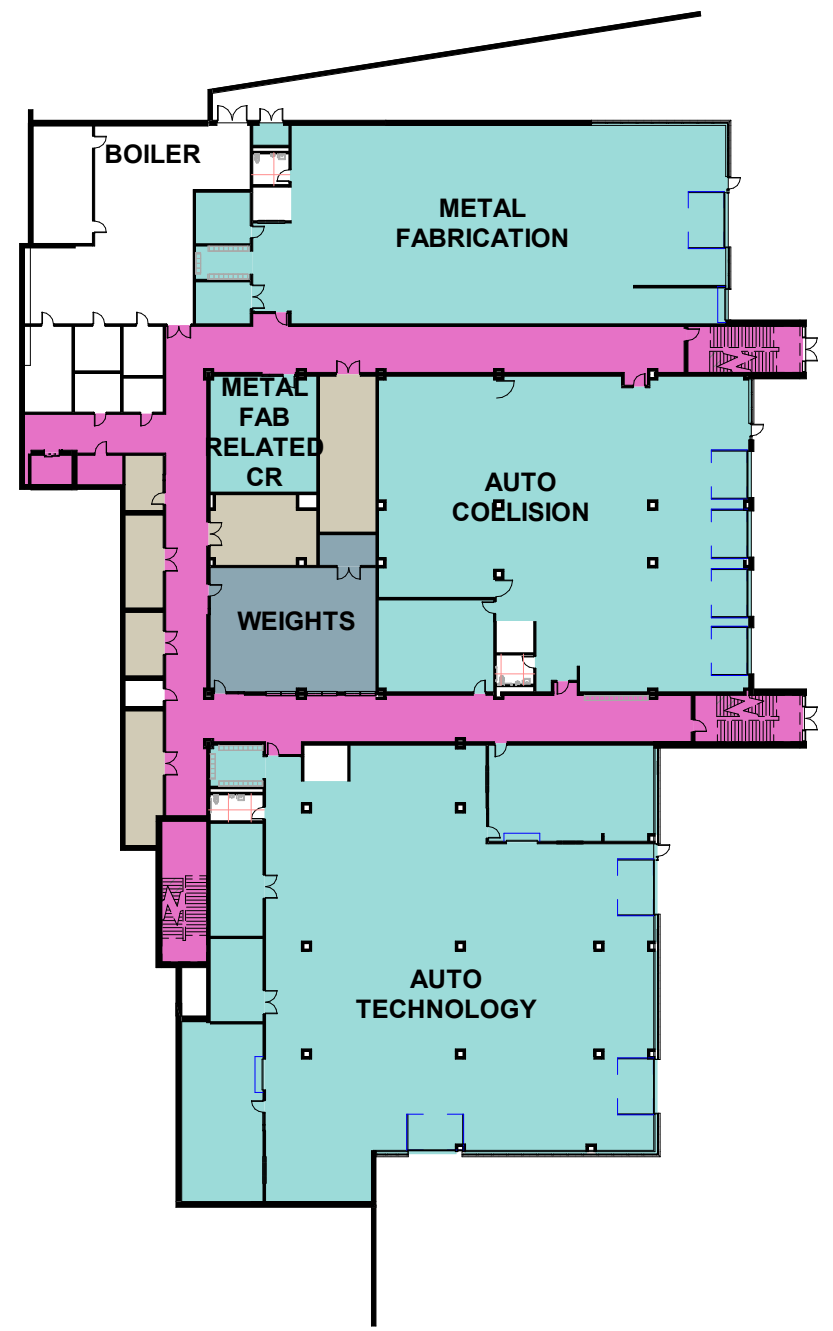 BOILER
METAL
FABRICATION
METAL
FAB
RELATED
CR
AUTO
COLLISION
WEIGHTS
AUTO
TECHNOLOGY